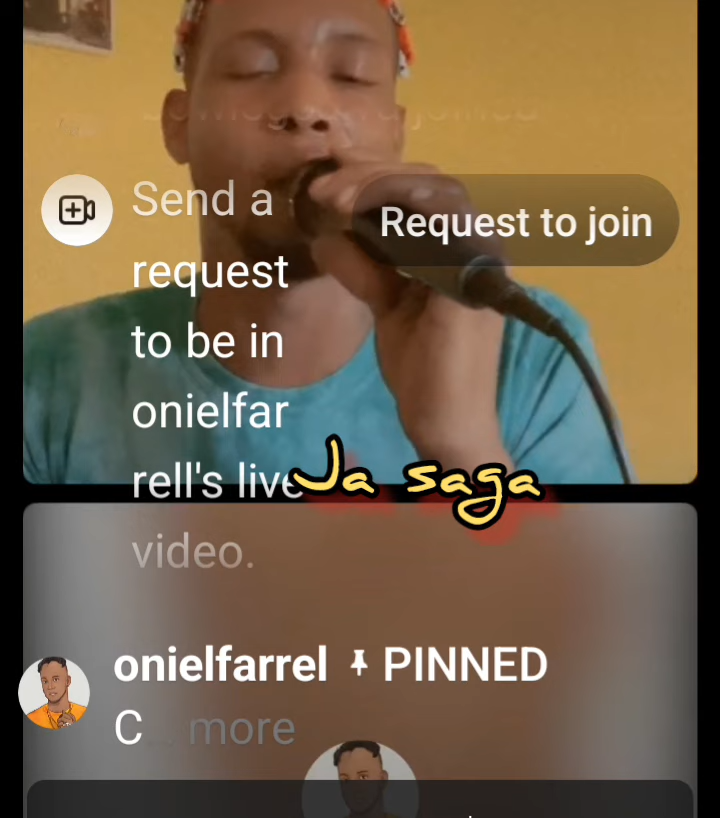 Send a
request
to be in
onielfar
rell's live
video.
Request to join
Ja saga
onielfarrel PINNED
C ... more